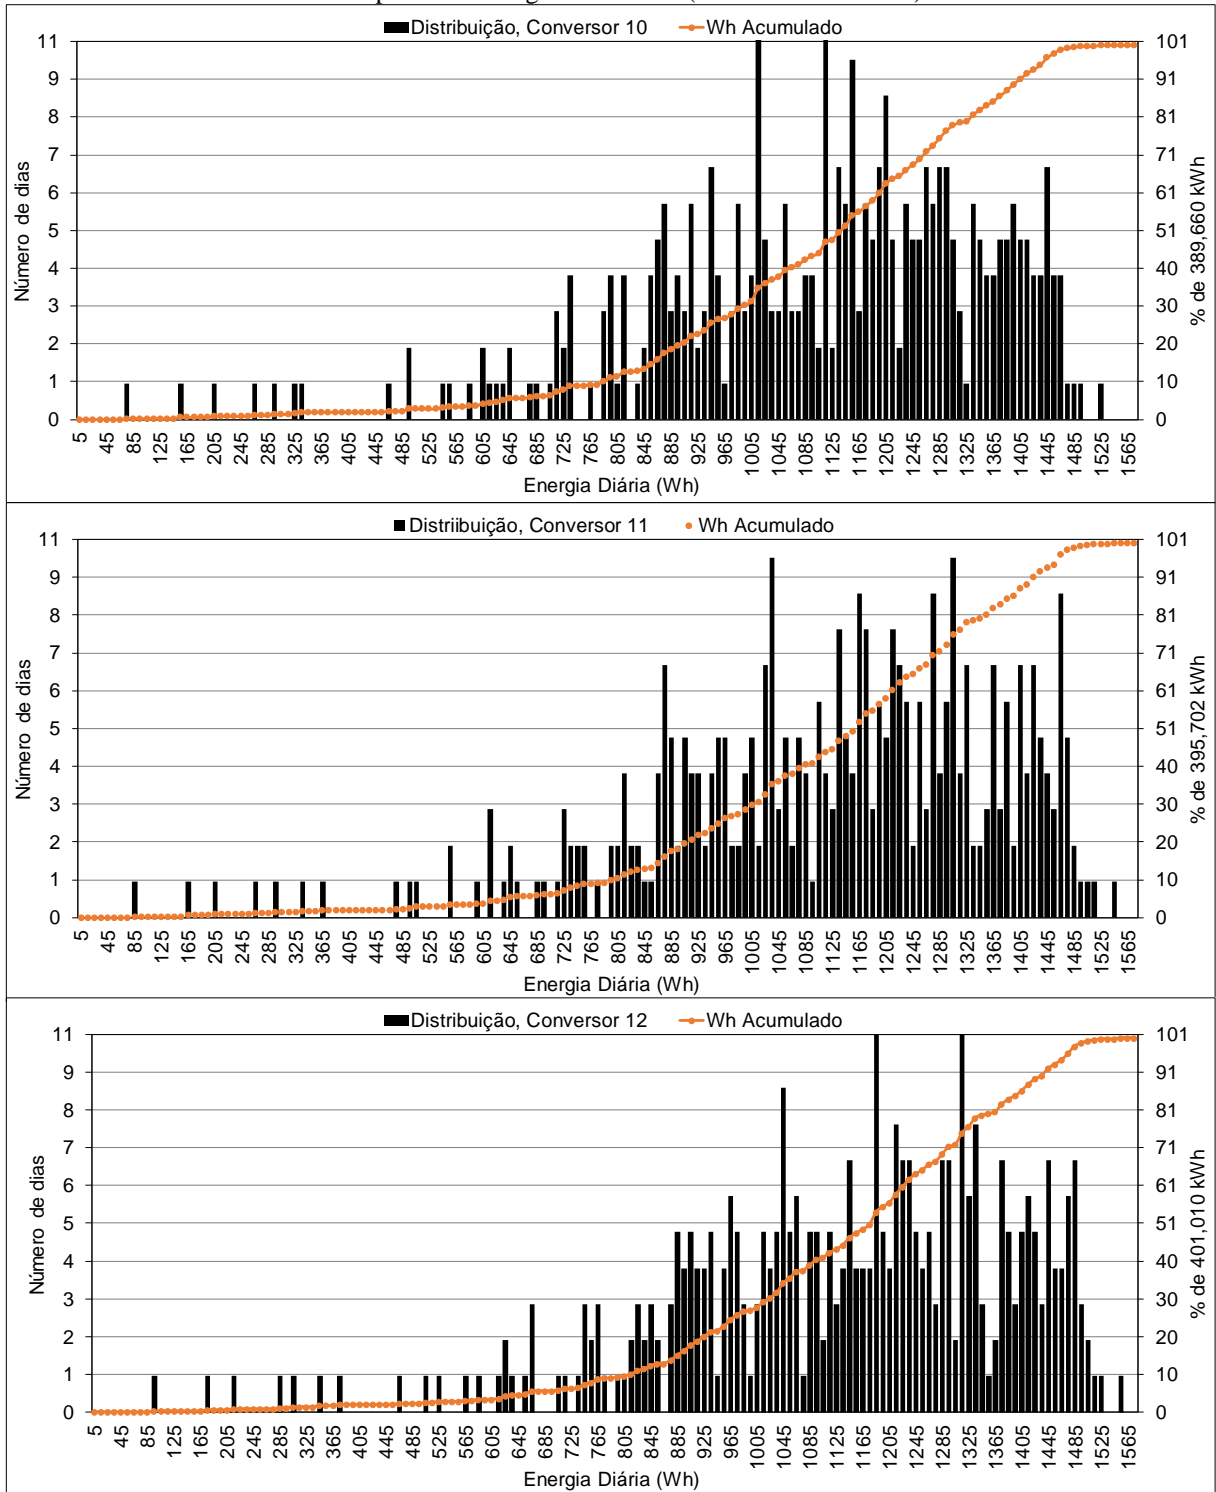 Distribuição, Conversor 10 Wh Acumulado
Número de dias
11 10 9 8 7 6 5 4 3 2 1 0
101 91 81 71 61 51 40 30 20 10 0
% de 389,660 kWh
5 45 85 125 165 205 245 285 325 365 405 445 485 525 565 605 645 685 725 765 805 845 885 925 965 1005 1045 1085 1125 1165 1205 1245 1285 1325 1365 1405 1445 1485 1525 1565
Energia Diária (Wh)
Distriibuição, Conversor 11 Wh Acumulado
Número de dias
11 9 8 7 6 5 4 3 2 1 0
101 91 81 71 61 51 40 30 20 10 0
% de 395,702 kWh
5 45 85 125 165 205 245 285 325 365 405 445 485 525 565 605 645 685 725 765 805 845 885 925 965 1005 1045 1085 1125 1165 1205 1245 1285 1325 1365 1405 1445 1485 1525 1565
Energia Diária (Wh)
Distribuição, Conversor 12 Wh Acumulado
Número de dias
11 9 8 7 6 5 4 3 2 1 0
101 91 81 71 61 51 40 30 20 10 0
% de 401,010 kWh
5 45 85 125 165 205 245 285 325 365 405 445 485 525 565 605 645 685 725 765 805 845 885 925 965 1005 1045 1085 1125 1165 1205 1245 1285 1325 1365 1405 1445 1485 1525 1565
Energia Diária (Wh)